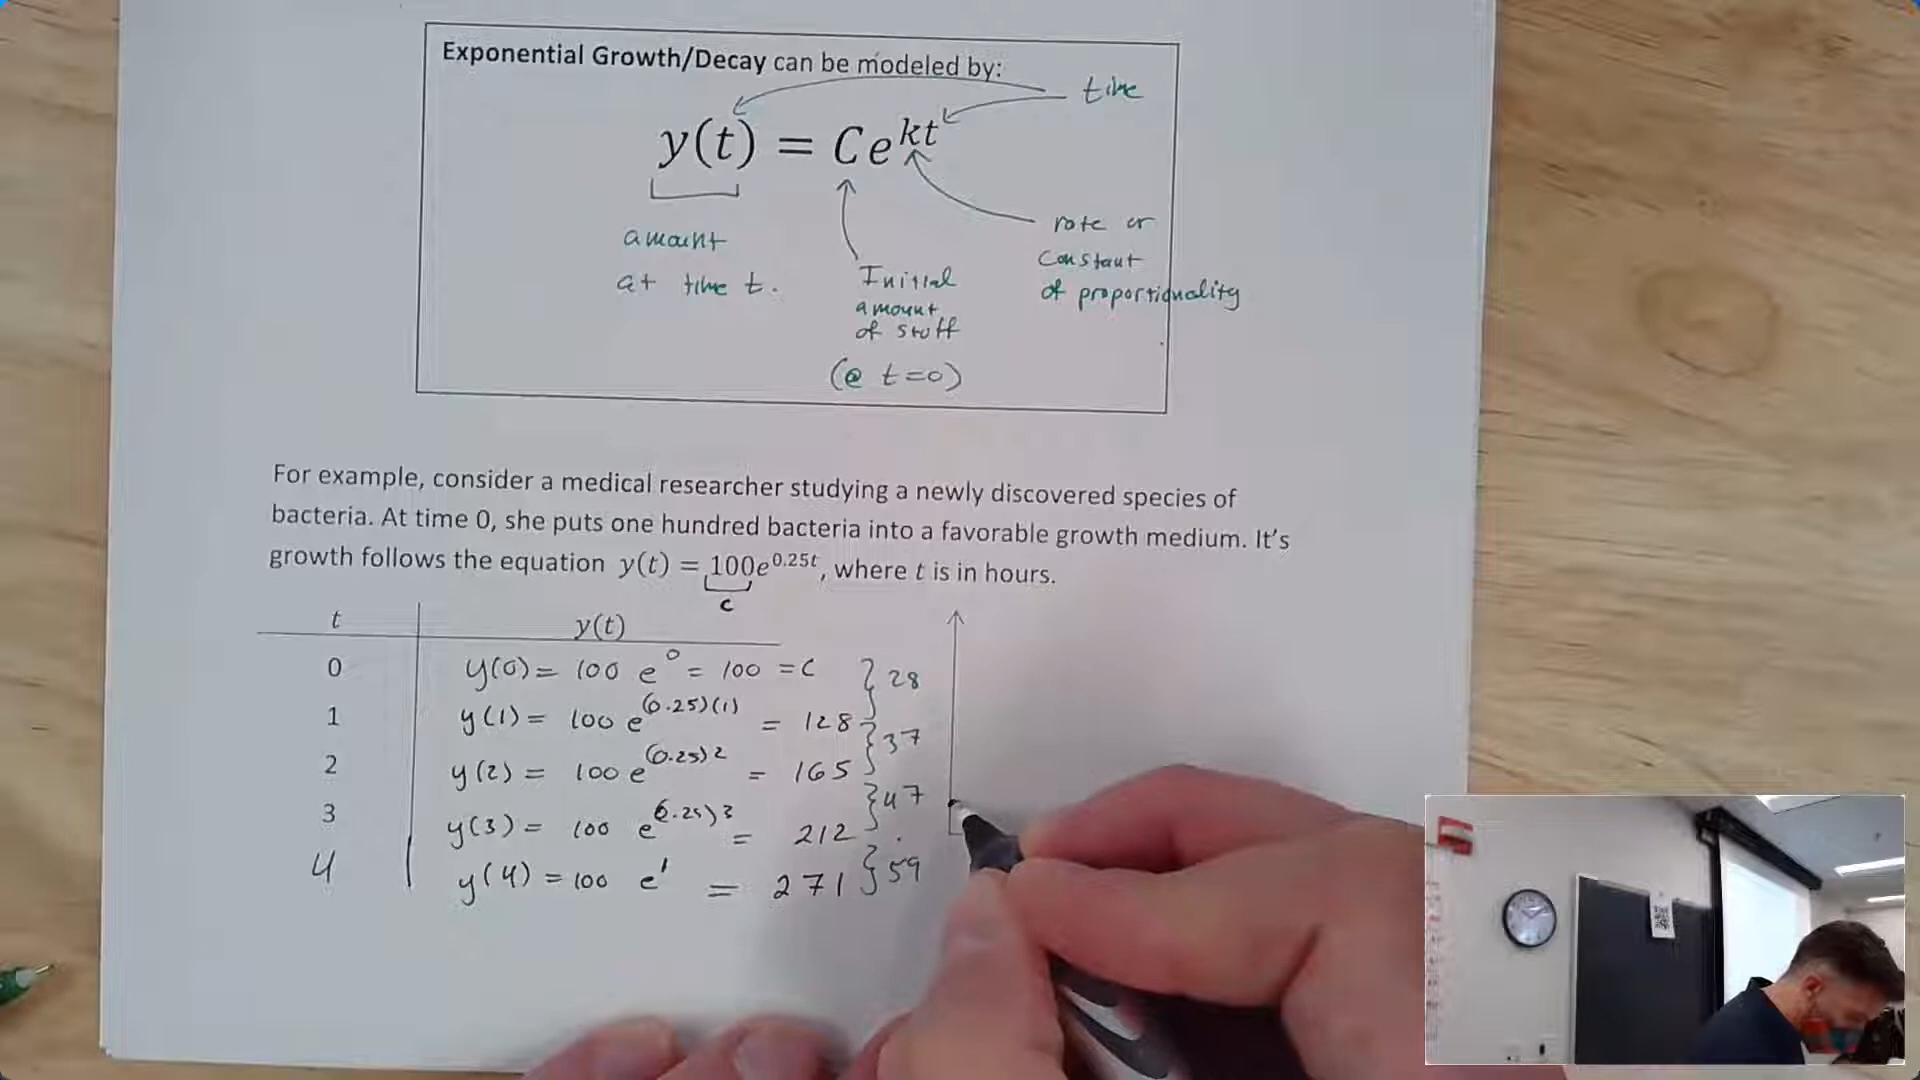 Exponential Growth/Decay can be modeled by:
time
y(t) = Ce^{kt}
amount
at time t.
Initial
amount
of stuff
(@ t=0)
rate or
constant
of proportionality
For example, consider a medical researcher studying a newly discovered species of
bacteria. At time 0, she puts one hundred bacteria into a favorable growth medium. It's
growth follows the equation y(t) = 100e^{0.25t}, where t is in hours.
c
t y(t)
0 y(0) = 100 e^0 = 100 = C } 28
1 y(1) = 100 e^{(0.25)(1)} = 128 } 37
2 y(2) = 100 e^{(0.25)2} = 165 } 47
3 y(3) = 100 e^{(0.25)3} = 212
4 y(4) = 100 e^1 = 271 } 59